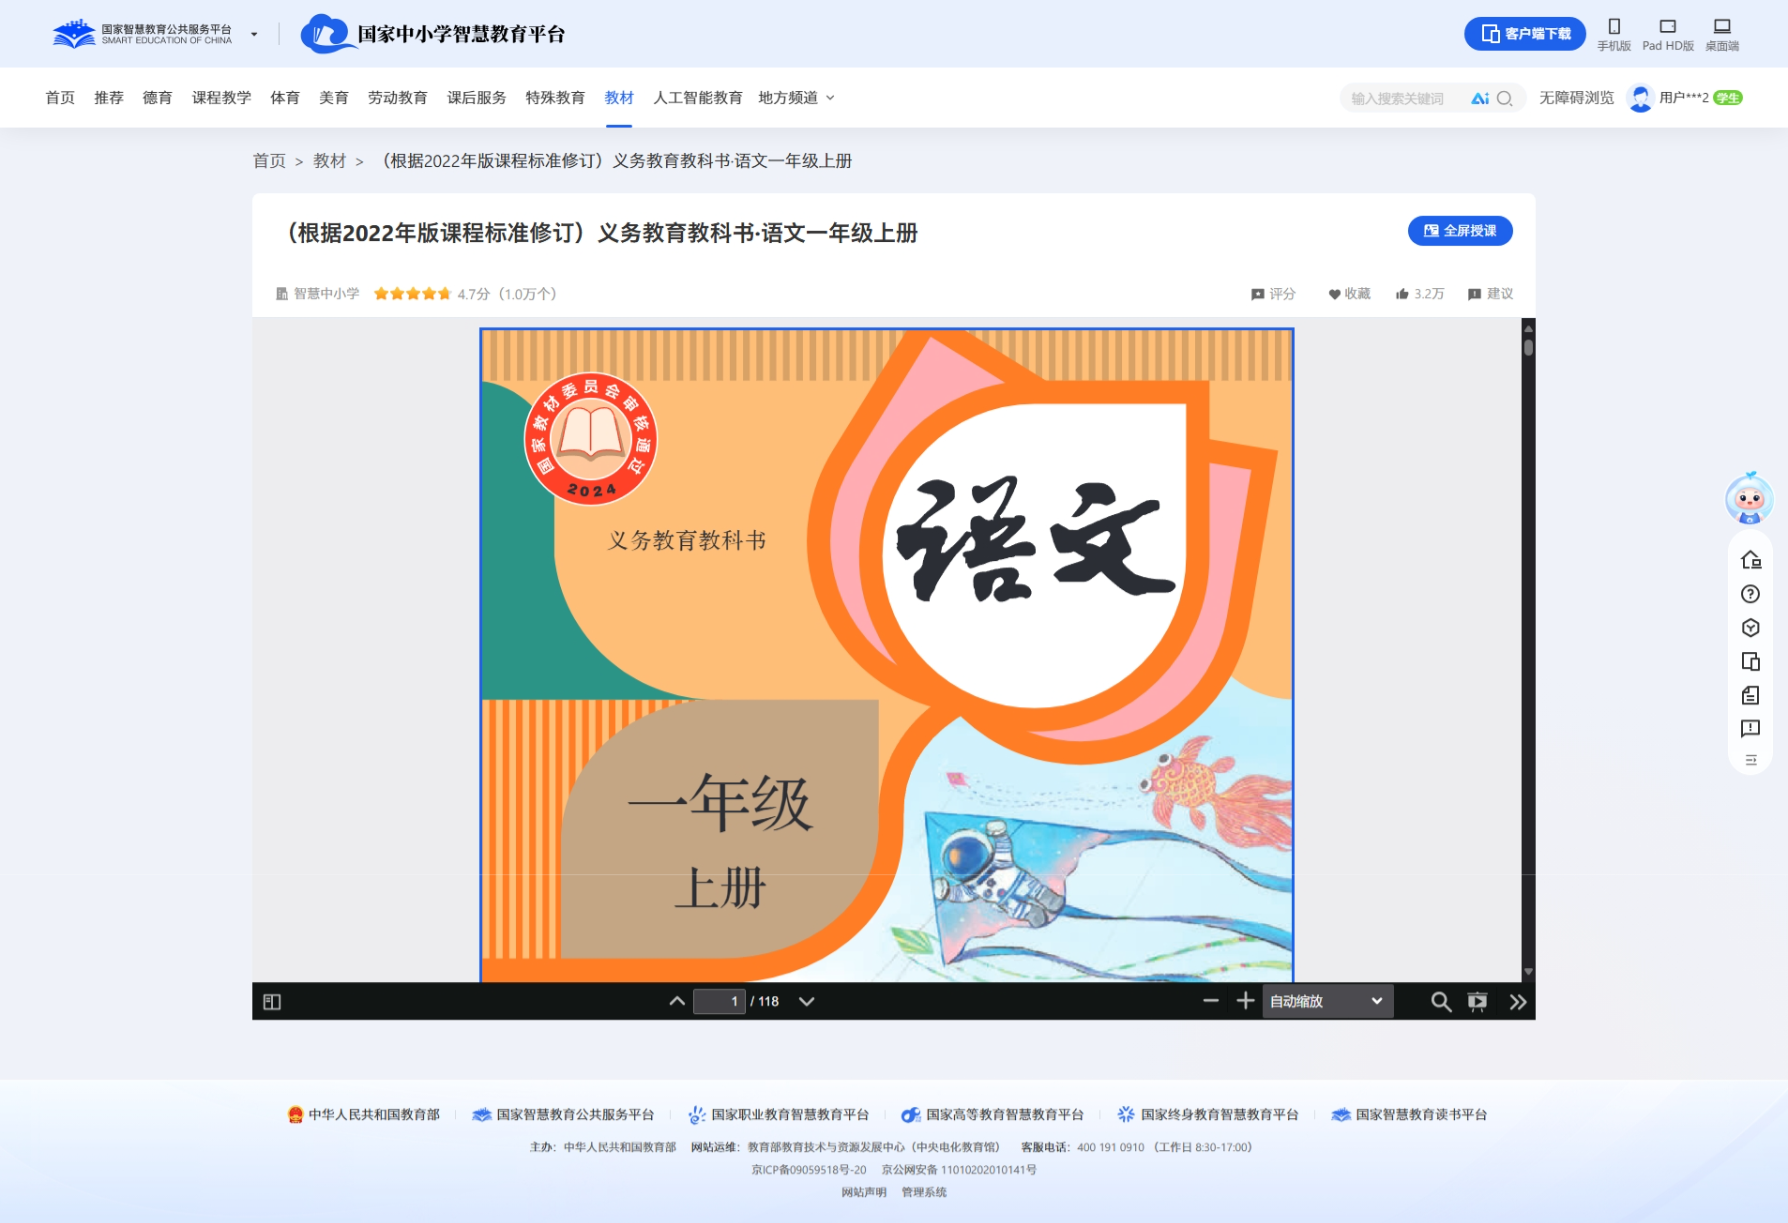 国家智慧教育公共服务平台
SMART EDUCATION OF CHINA
国家中小学智慧教育平台
客户端下载
手机版 Pad HD版 桌面端
首页 推荐 德育 课程教学 体育 美育 劳动教育 课后服务 特殊教育 教材 人工智能教育 地方频道
输入搜索关键词 Ai 无障碍浏览 用户***2 学生
首页 > 教材 > （根据2022年版课程标准修订）义务教育教科书·语文一年级上册
（根据2022年版课程标准修订）义务教育教科书·语文一年级上册
全屏授课
智慧中小学 4.7分（1.0万个）
评分 收藏 3.2万 建议
国家教材委员会审核通过
2024
义务教育教科书
语文
一年级
上册
1 / 118
自动缩放
中华人民共和国教育部 国家智慧教育公共服务平台 国家职业教育智慧教育平台 国家高等教育智慧教育平台 国家终身教育智慧教育平台 国家智慧教育读书平台
主办：中华人民共和国教育部 网站运维：教育部教育技术与资源发展中心（中央电化教育馆） 客服电话：400 191 0910 （工作日 8:30-17:00）
京ICP备09059518号-20 京公网安备 11010202010141号
网站声明 管理系统